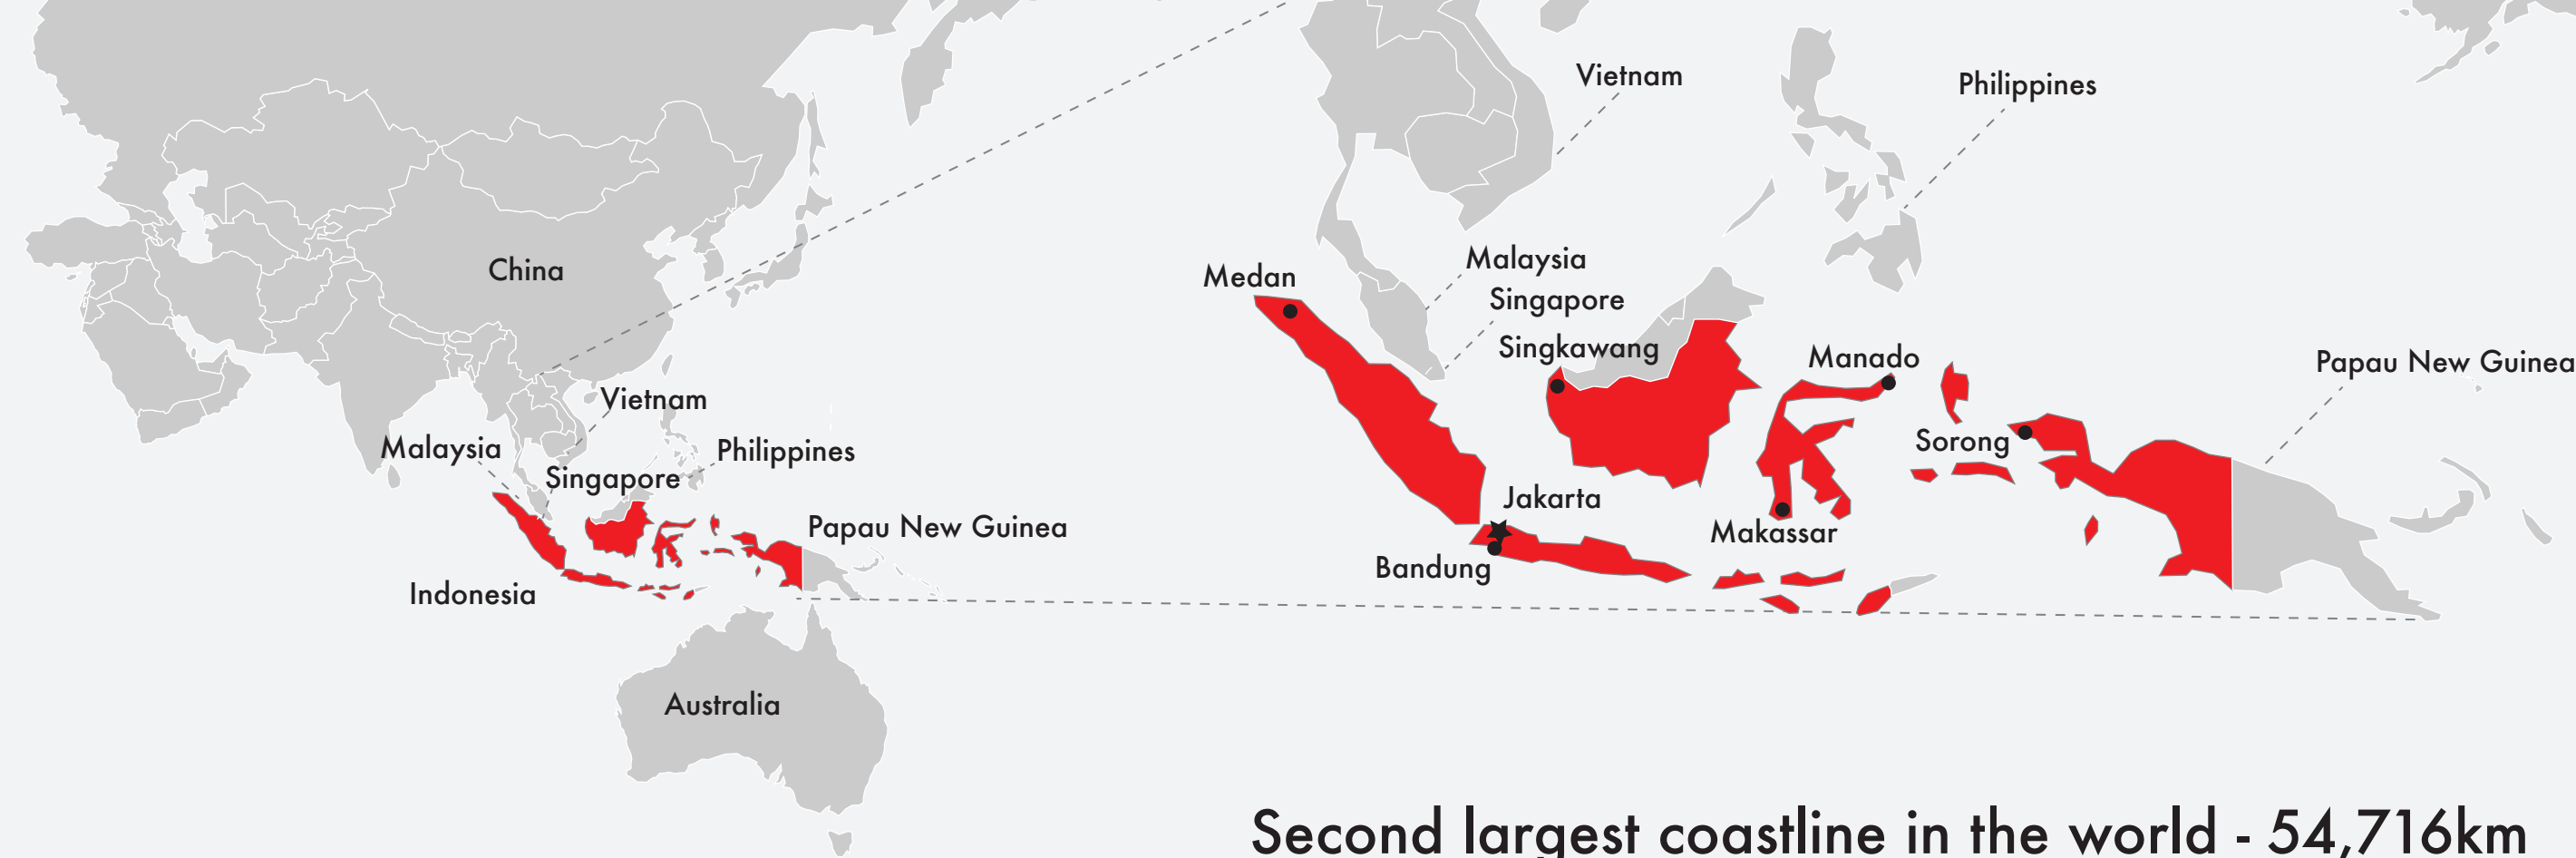 China
Vietnam
Malaysia
Philippines
Singapore
Papau New Guinea
Indonesia
Australia
Vietnam
Philippines
Malaysia
Medan
Singapore
Singkawang
Manado
Papau New Guinea
Sorong
Jakarta
Makassar
Bandung
Second largest coastline in the world - 54,716km